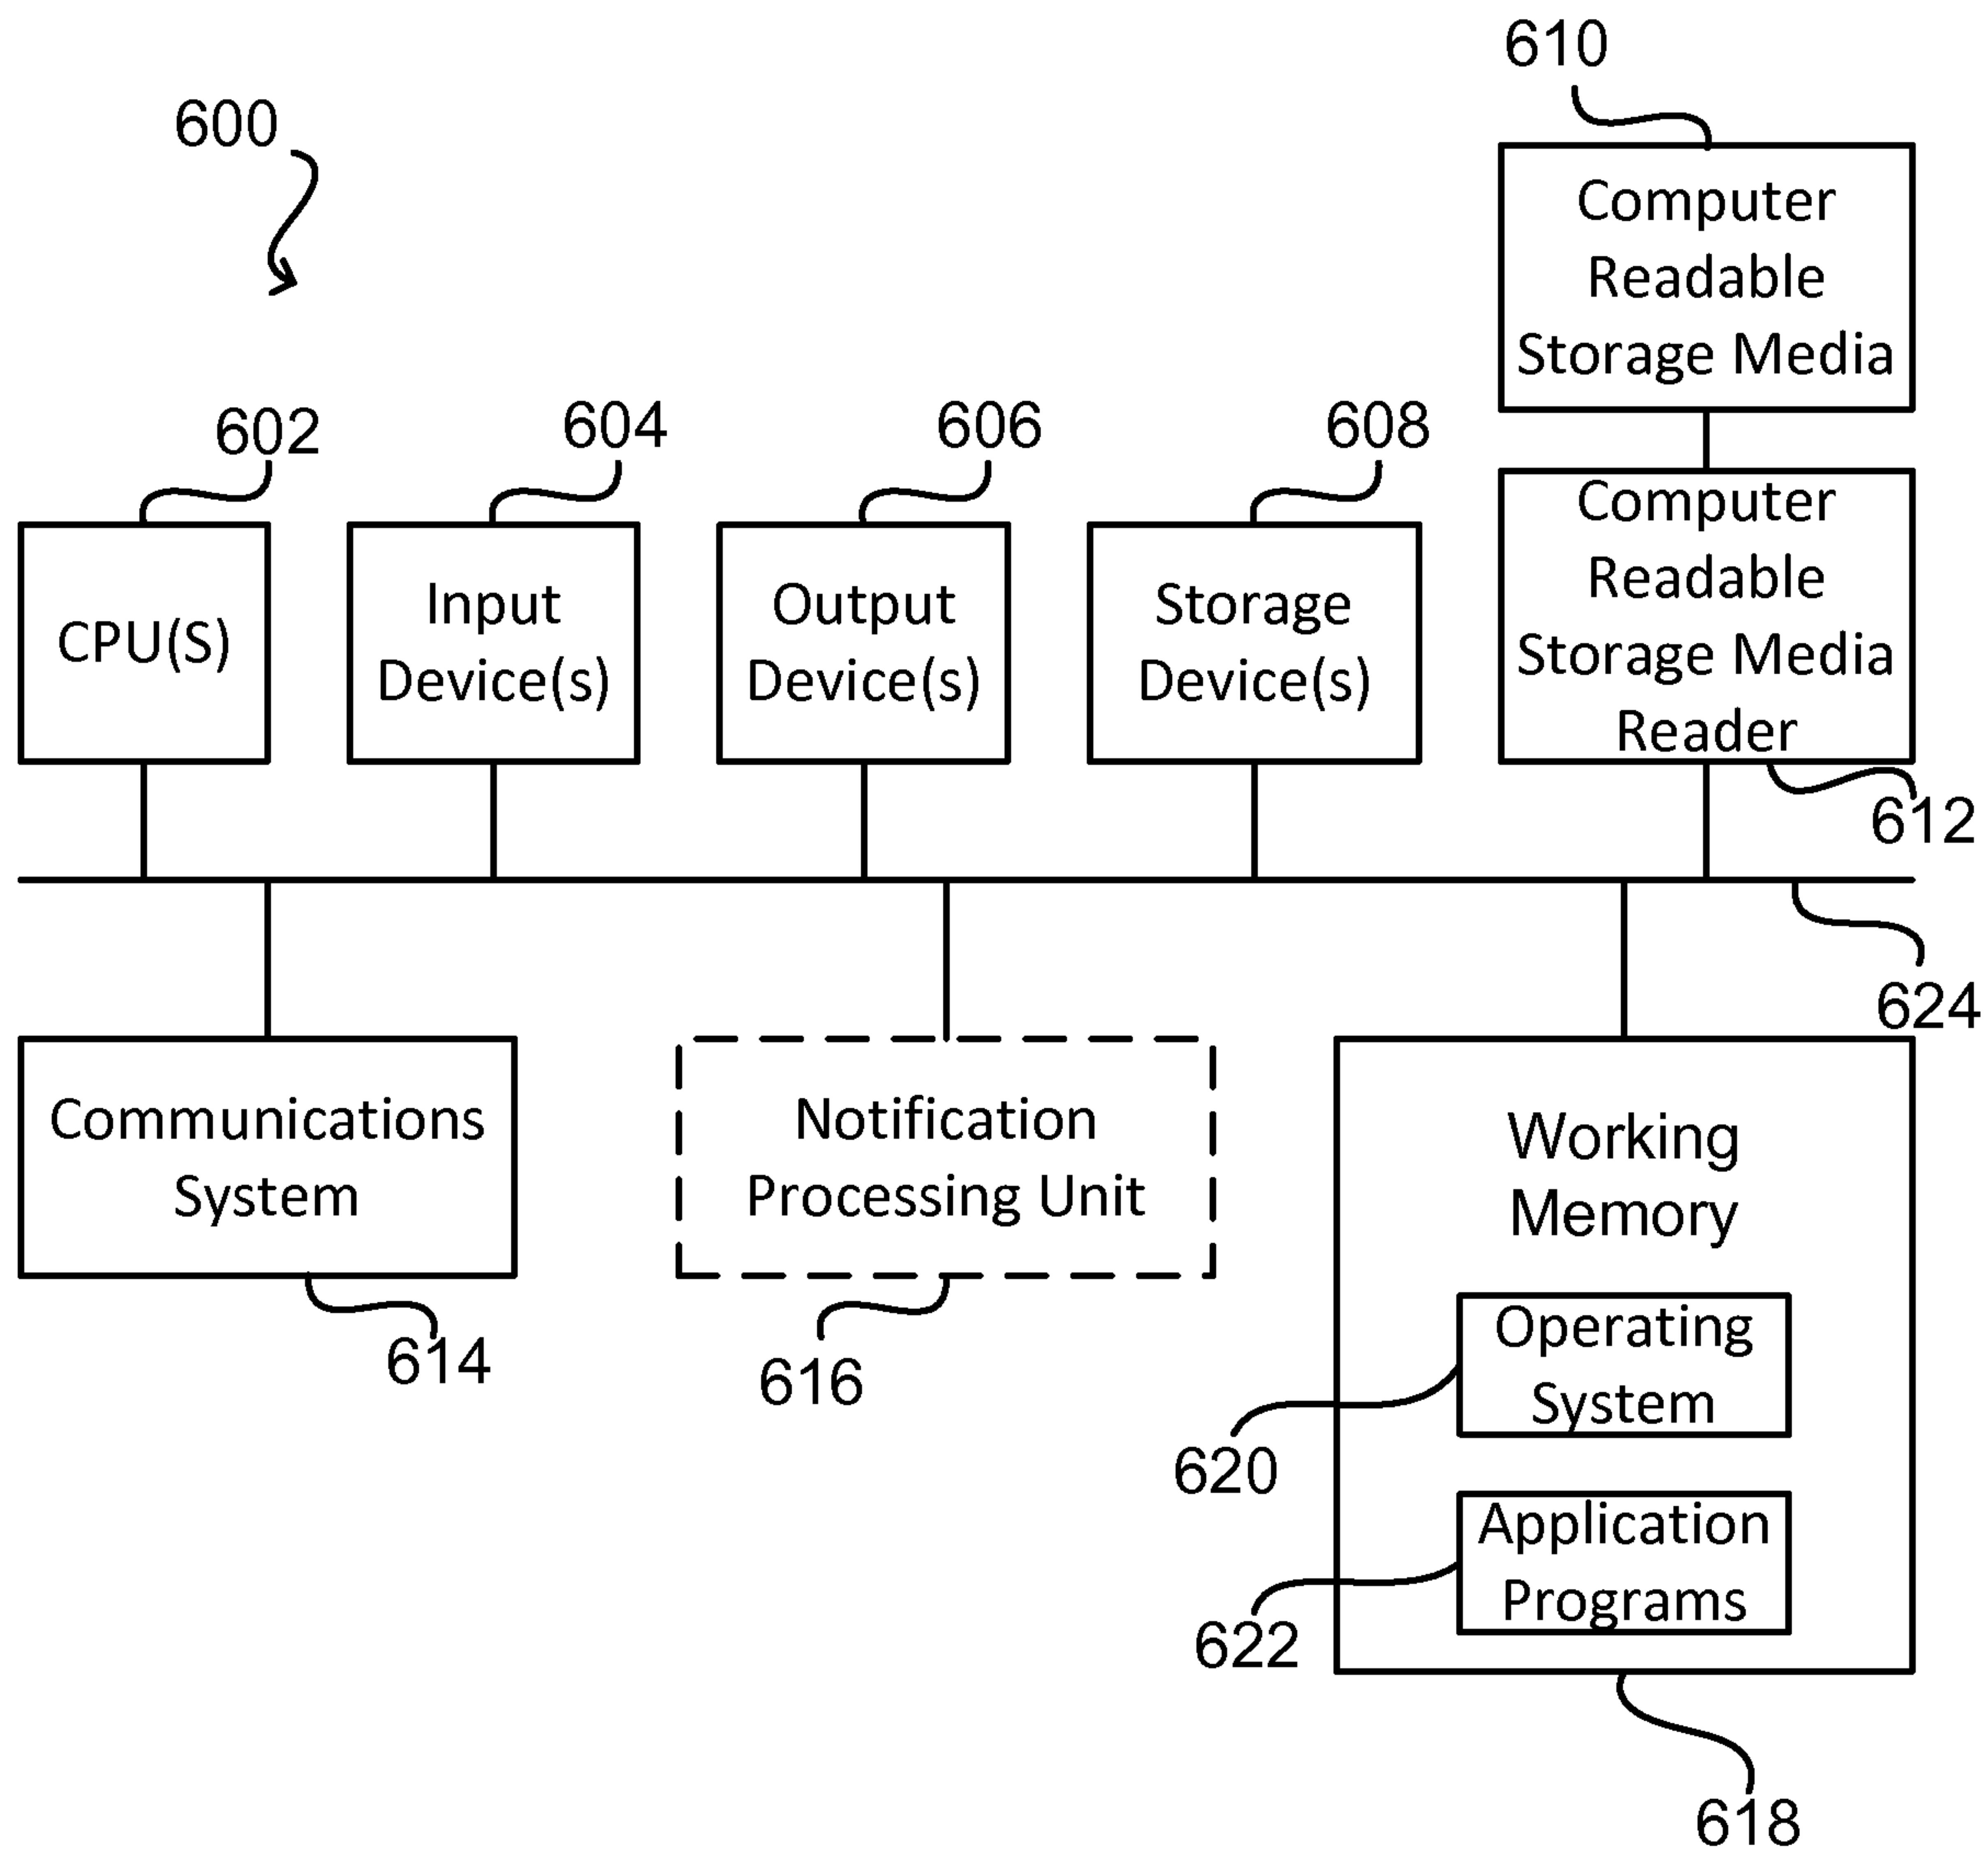 610
600
Computer
Readable
Storage Media
602
604
606
608
CPU(S)
Input
Device(s)
Output
Device(s)
Storage
Device(s)
Computer
Readable
Storage Media
Reader
612
624
Communications
System
614
Notification
Processing Unit
616
Working
Memory
Operating
System
620
Application
Programs
622
618